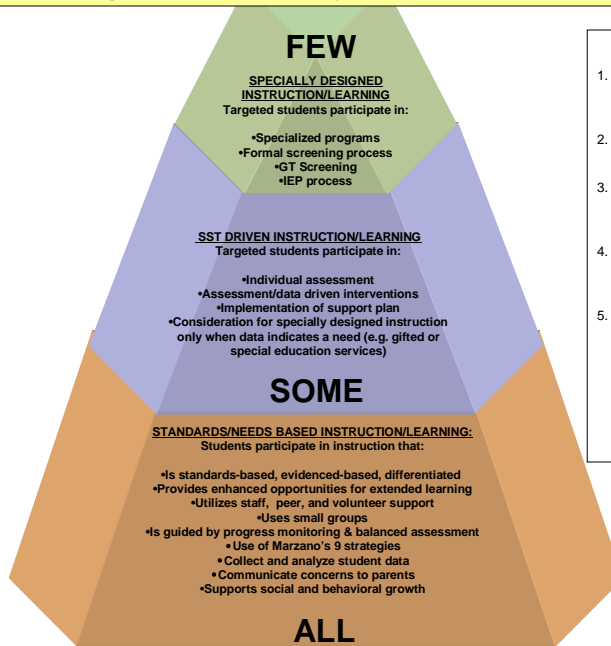 FEW
SPECIALLY DESIGNED
INSTRUCTION/LEARNING
Targeted students participate in:
•Specialized programs
•Formal screening process
•GT Screening
•IEP process
SST DRIVEN INSTRUCTION/LEARNING
Targeted students participate in:
•Individual assessment
•Assessment/data driven interventions
•Implementation of support plan
•Consideration for specially designed instruction
only when data indicates a need (e.g. gifted or
special education services)
SOME
STANDARDS/NEEDS BASED INSTRUCTION/LEARNING:
Students participate in instruction that:
•Is standards-based, evidenced-based, differentiated
•Provides enhanced opportunities for extended learning
•Utilizes staff, peer, and volunteer support
•Uses small groups
•Is guided by progress monitoring & balanced assessment
•Use of Marzano's 9 strategies
•Collect and analyze student data
•Communicate concerns to parents
•Supports social and behavioral growth
ALL
1.
2.
3.
4.
5.